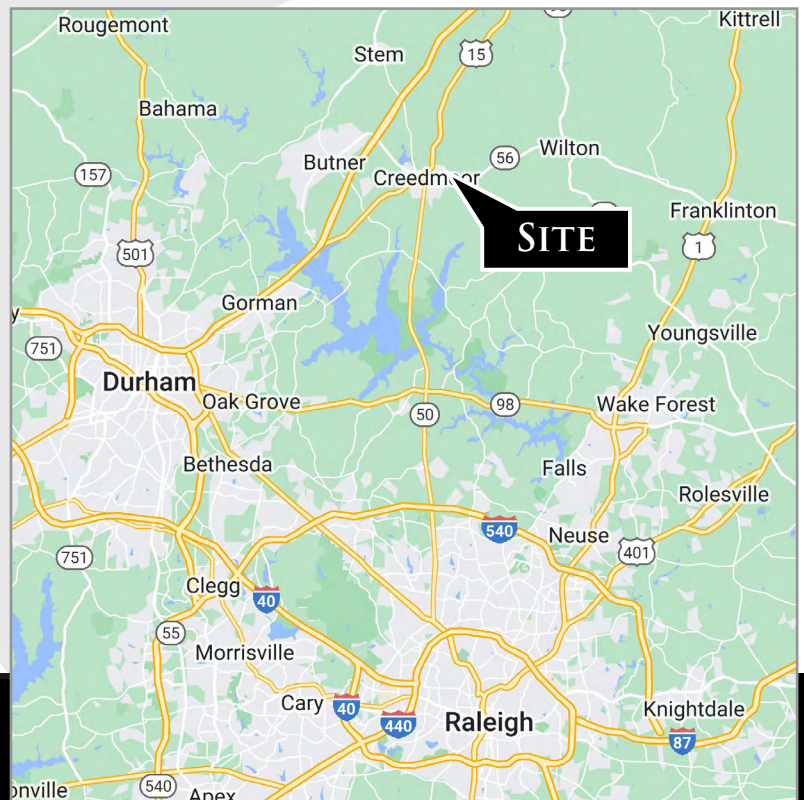 Rougemont
Kittrell
Stem
15
Bahama
Butner
56
Wilton
157
Creedmoor
Franklinton
SITE
501
1
Gorman
Youngsville
751
Durham
Oak Grove
98
Wake Forest
50
Bethesda
Falls
Rolesville
540
Neuse
401
751
Clegg
40
55
Morrisville
Cary
40
440
Raleigh
Knightdale
87
540
onville
Apex